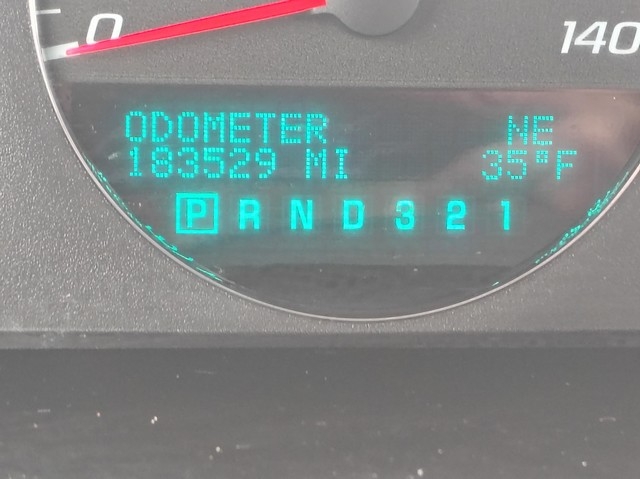 0 140
ODOMETER NE
183529 MI 35°F
P R N D 3 2 1